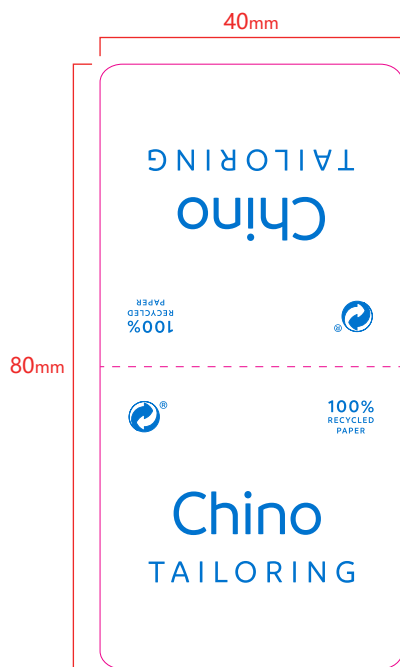 40mm
TAILORING
Chino
100%
RECYCLED
PAPER
®
80mm
®
100%
RECYCLED
PAPER
Chino
TAILORING